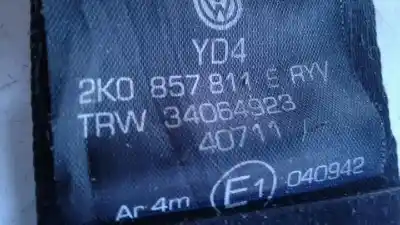 YD4
2K0 857 811 E RYV
TRW 34064923
40711
Ar 4m E1 040942